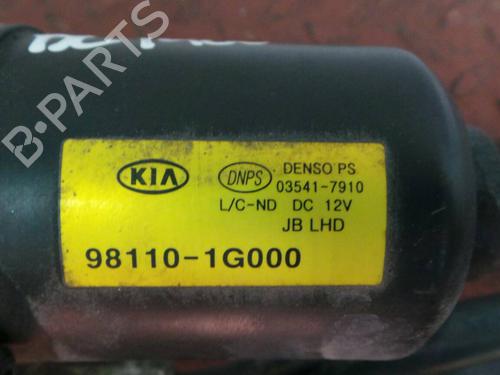 KIA DNPS DENSO PS
03541-7910
L/C-ND DC 12V
JB LHD
98110-1G000
B-PARTS